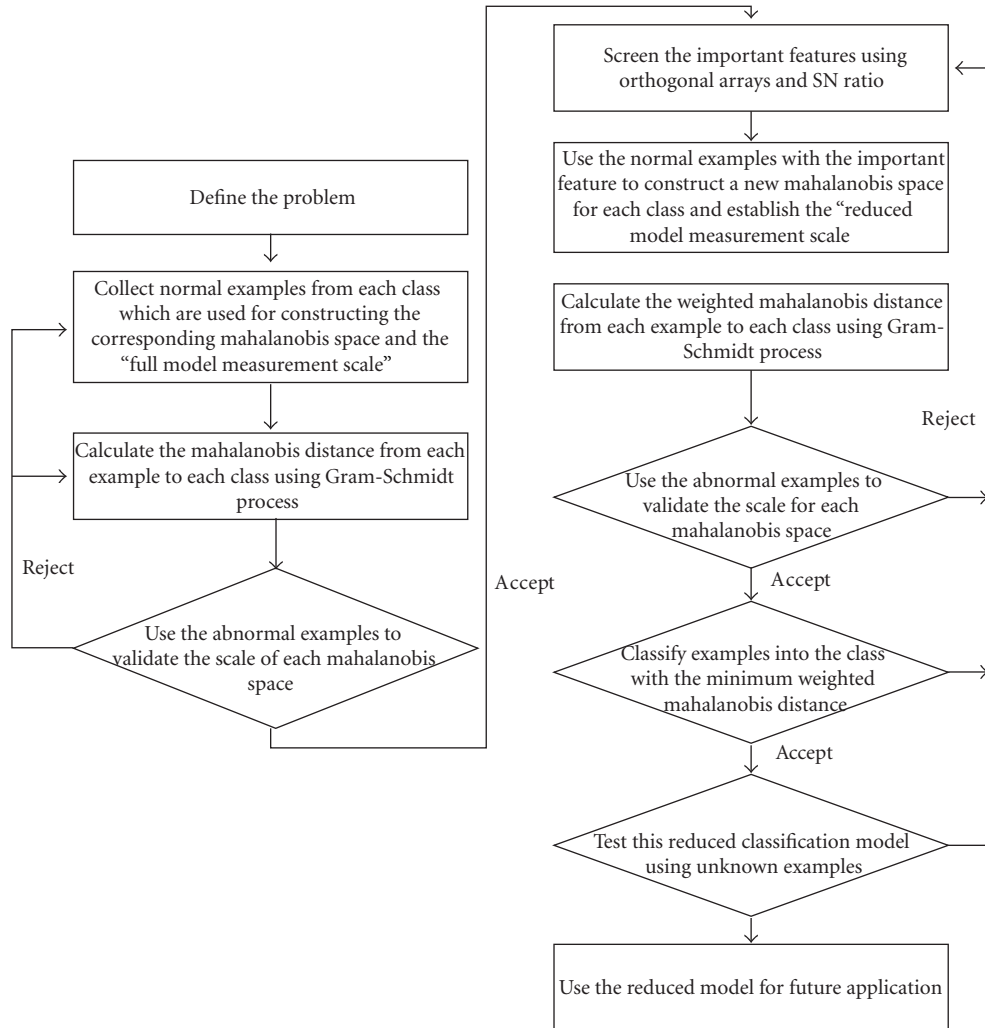 Define the problem
Collect normal examples from each class
which are used for constructing the
corresponding mahalanobis space and the
“full model measurement scale”
Calculate the mahalanobis distance from each
example to each class using Gram-Schmidt
process
Reject
Use the abnormal examples to
validate the scale of each mahalanobis
space
Accept
Screen the important features using
orthogonal arrays and SN ratio
Use the normal examples with the important
feature to construct a new mahalanobis space
for each class and establish the “reduced
model measurement scale
Calculate the weighted mahalanobis distance
from each example to each class using Gram-
Schmidt process
Reject
Use the abnormal examples to
validate the scale for each
mahalanobis space
Accept
Classify examples into the class
with the minimum weighted
mahalanobis distance
Accept
Test this reduced classification model
using unknown examples
Use the reduced model for future application